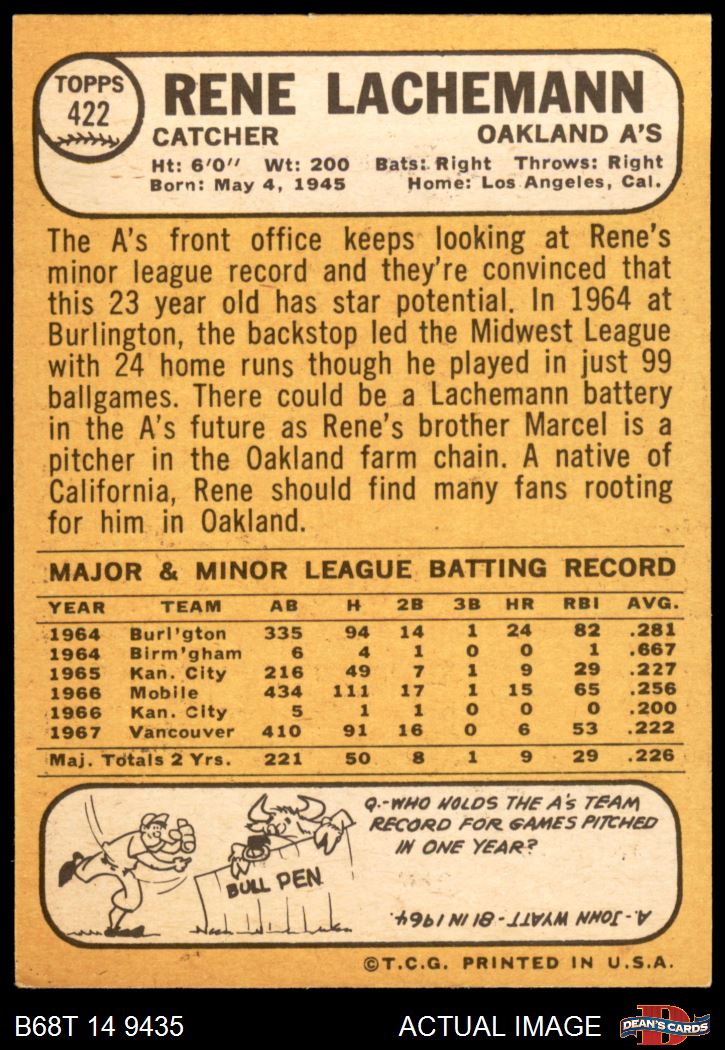 TOPPS
422
RENE LACHEMANN
CATCHER OAKLAND A'S
Ht: 6'0" Wt: 200 Bats: Right Throws: Right
Born: May 4, 1945 Home: Los Angeles, Cal.
The A's front office keeps looking at Rene's
minor league record and they're convinced that
this 23 year old has star potential. In 1964 at
Burlington, the backstop led the Midwest League
with 24 home runs though he played in just 99
ballgames. There could be a Lachemann battery
in the A's future as Rene's brother Marcel is a
pitcher in the Oakland farm chain. A native of
California, Rene should find many fans rooting
for him in Oakland.
MAJOR & MINOR LEAGUE BATTING RECORD
YEAR TEAM AB H 2B 3B HR RBI AVG.
1964 Burl'gton 335 94 14 1 24 82 .281
1964 Birm'gham 6 4 1 0 0 1 .667
1965 Kan. City 216 49 7 1 9 29 .227
1966 Mobile 434 111 17 1 15 65 .256
1966 Kan. City 5 1 1 0 0 0 .200
1967 Vancouver 410 91 16 0 6 53 .222
Maj. Totals 2 Yrs. 221 50 8 1 9 29 .226
BULL PEN
Q.-WHO HOLDS THE A's TEAM
RECORD FOR GAMES PITCHED
IN ONE YEAR?
A.-JOHN WYATT-81 IN 1964.
©T.C.G. PRINTED IN U.S.A.
B68T 14 9435 ACTUAL IMAGE
D
DEAN'S CARDS